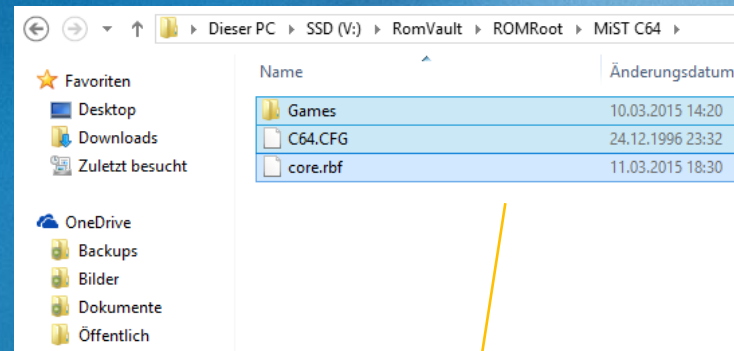 Dieser PC SSD (V:) RomVault ROMRoot MiST C64
Favoriten
Desktop
Downloads
Zuletzt besucht
OneDrive
Backups
Bilder
Dokumente
Öffentlich
Name Änderungsdatum
Games 10.03.2015 14:20
C64.CFG 24.12.1996 23:32
core.rbf 11.03.2015 18:30